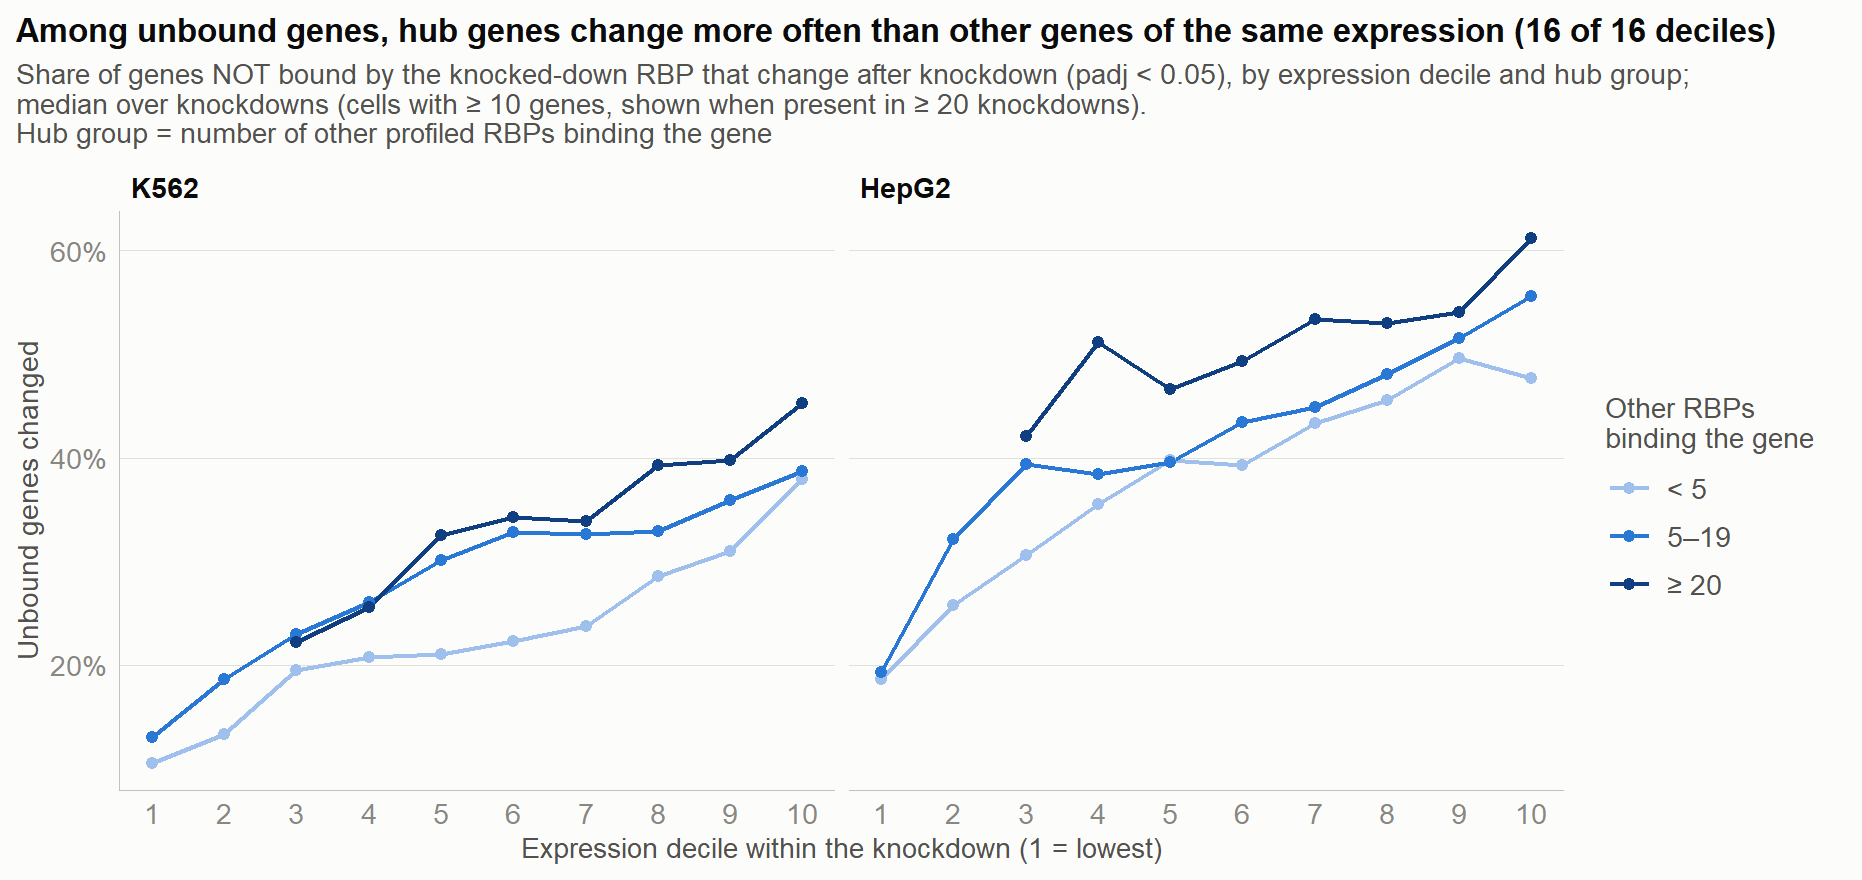 Among unbound genes, hub genes change more often than other genes of the same expression (16 of 16 deciles)
Share of genes NOT bound by the knocked-down RBP that change after knockdown (padj < 0.05), by expression decile and hub group;
median over knockdowns (cells with ≥ 10 genes, shown when present in ≥ 20 knockdowns).
Hub group = number of other profiled RBPs binding the gene
K562
HepG2
60%
40%
20%
Unbound genes changed
1 2 3 4 5 6 7 8 9 10
1 2 3 4 5 6 7 8 9 10
Expression decile within the knockdown (1 = lowest)
Other RBPs
binding the gene
< 5
5–19
≥ 20